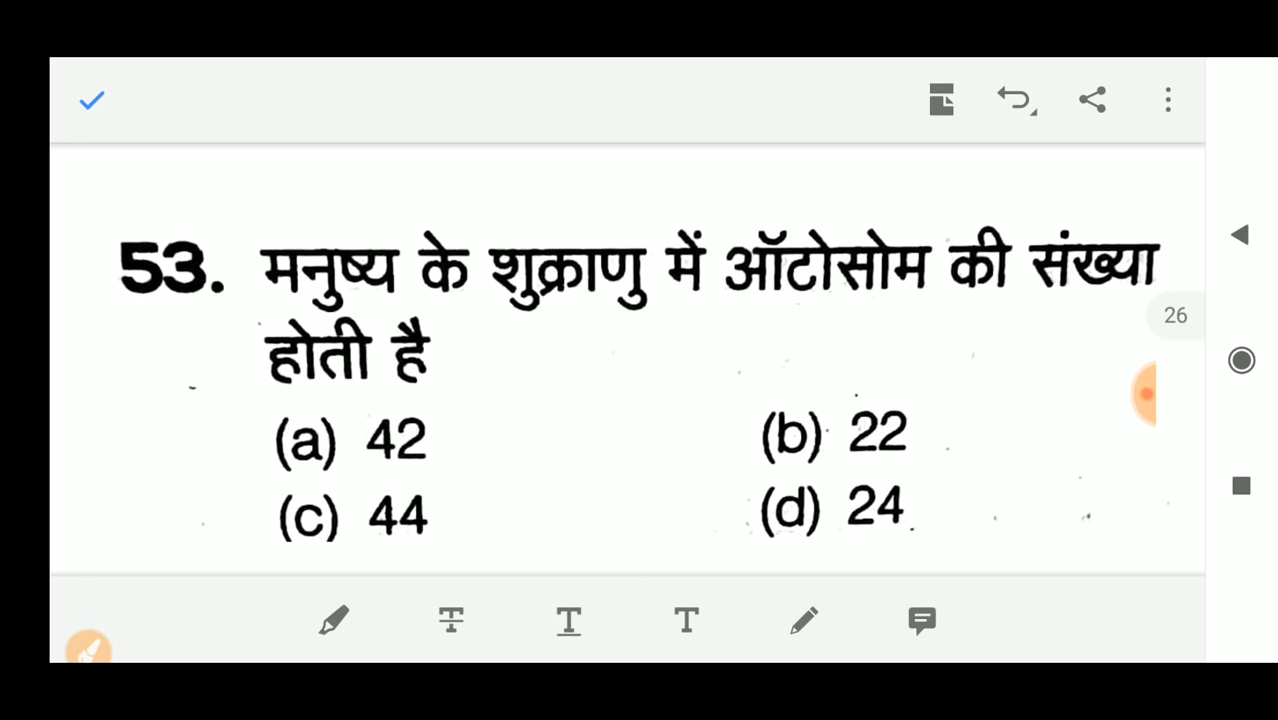 53. मनुष्य के शुक्राणु में ऑटोसोम की संख्या
होती है
26
(a) 42 (b) 22
(c) 44 (d) 24